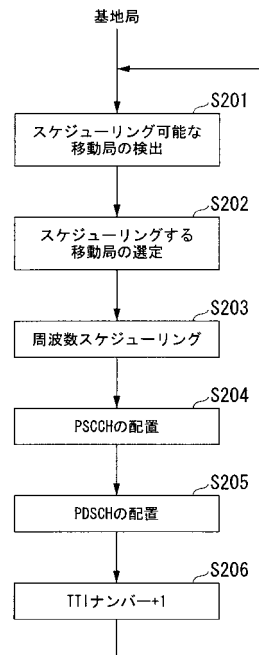 基地局
S201
スケジューリング可能な
移動局の検出
S202
スケジューリングする
移動局の選定
S203
周波数スケジューリング
S204
PSCCHの配置
S205
PDSCHの配置
S206
TTIナンバー+1